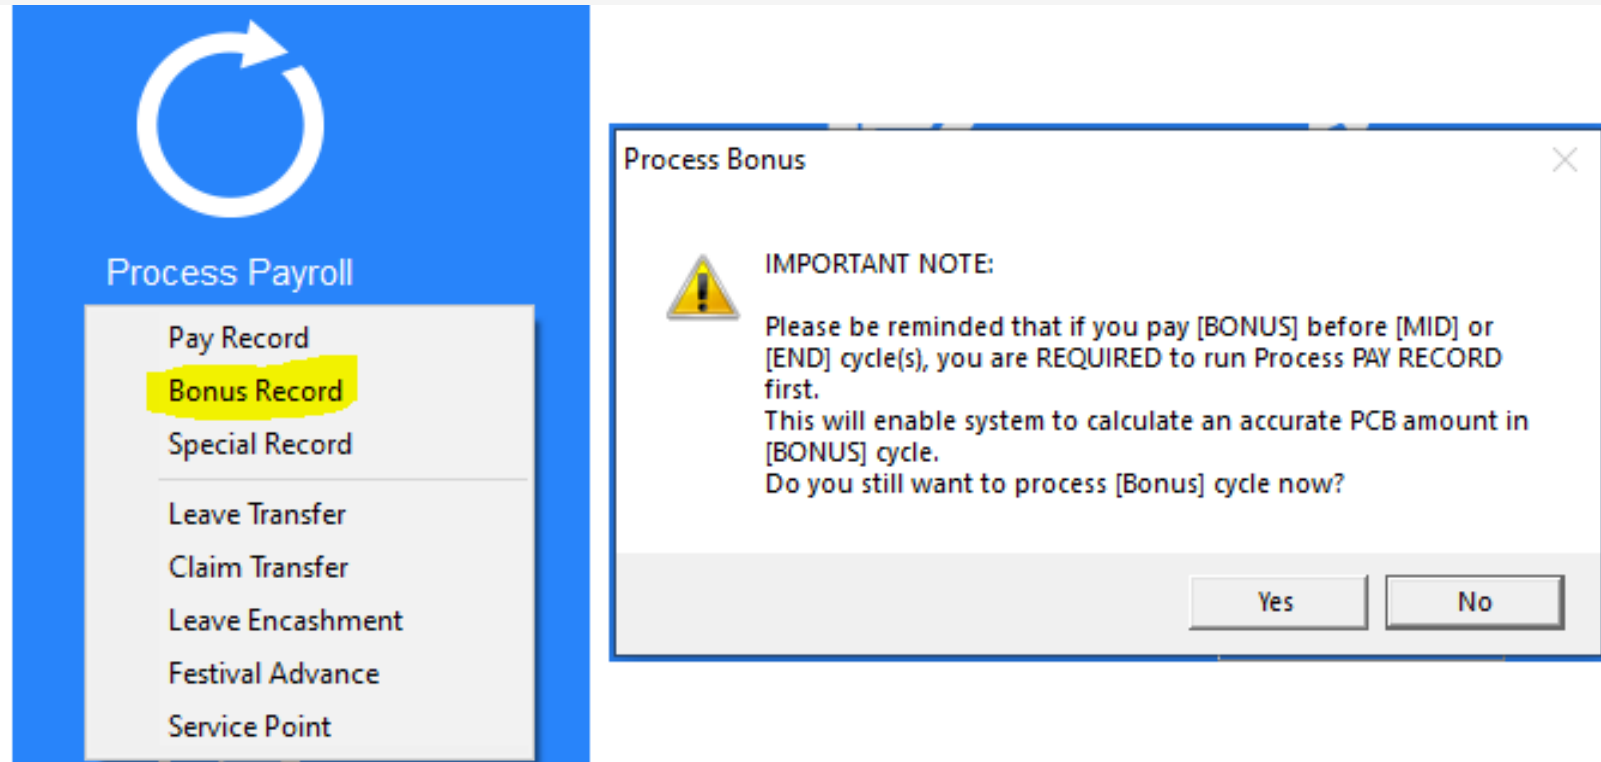 Process Payroll
Pay Record
Bonus Record
Special Record
Leave Transfer
Claim Transfer
Leave Encashment
Festival Advance
Service Point
Process Bonus
IMPORTANT NOTE:
Please be reminded that if you pay [BONUS] before [MID] or
[END] cycle(s), you are REQUIRED to run Process PAY RECORD
first.
This will enable system to calculate an accurate PCB amount in
[BONUS] cycle.
Do you still want to process [Bonus] cycle now?
Yes
No